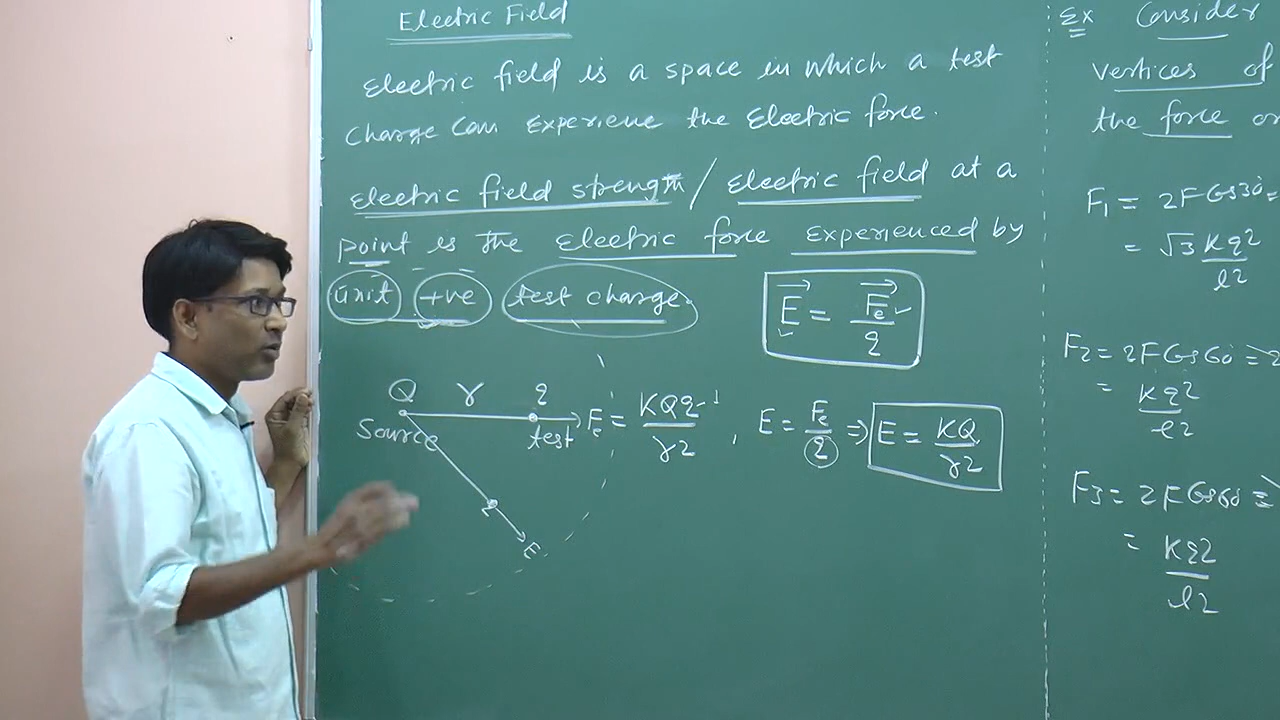 Electric Field
Electric field is a space in which a test
charge can experience the Electric force.
Electric field strength / Electric field at a
point is the Electric force experienced by
unit +ve test charge.
E = Fe/q
Q r q
Source test
Fe = KQq/r2 , E = Fe/q ⇒ E = KQ/r2
E
Ex Consider
vertices of
the force on
F1 = 2F Cos30 =
= √3 Kq2/l2
F2 = 2F Cos60 = 2
= Kq2/l2
F3 = 2F Cos60 =
= Kq2/l2